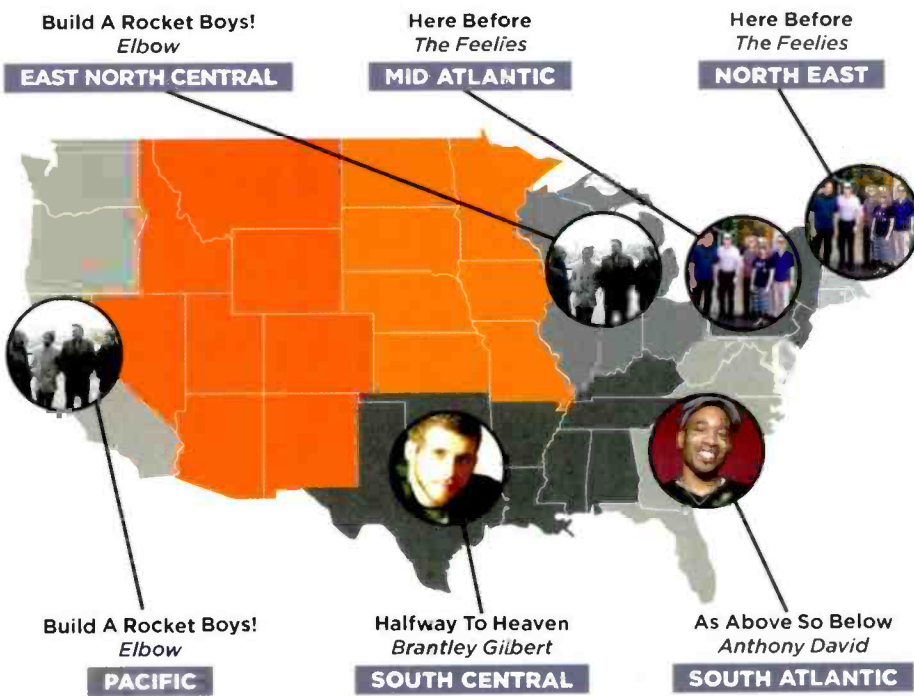 Build A Rocket Boys!
Elbow
EAST NORTH CENTRAL
Here Before
The Feelies
MID ATLANTIC
Here Before
The Feelies
NORTH EAST
Build A Rocket Boys!
Elbow
PACIFIC
Halfway To Heaven
Brantley Gilbert
SOUTH CENTRAL
As Above So Below
Anthony David
SOUTH ATLANTIC